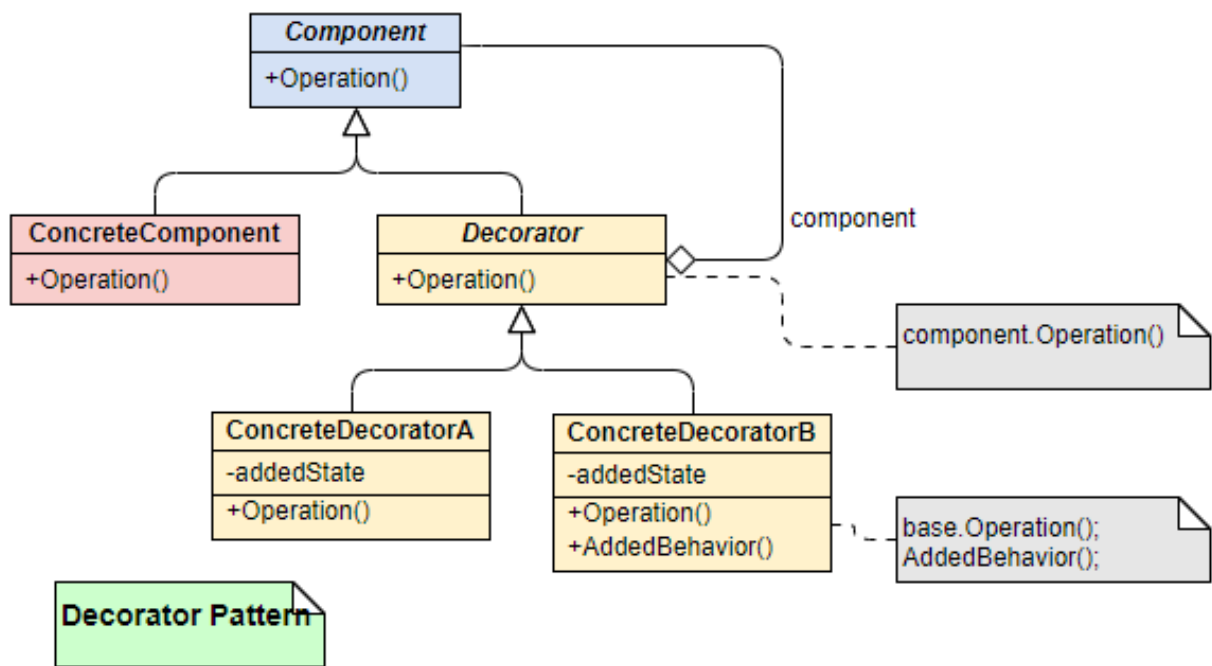 Component
+Operation()
ConcreteComponent
+Operation()
Decorator
+Operation()
component
component.Operation()
ConcreteDecoratorA
-addedState
+Operation()
ConcreteDecoratorB
-addedState
+Operation()
+AddedBehavior()
base.Operation();
AddedBehavior();
Decorator Pattern